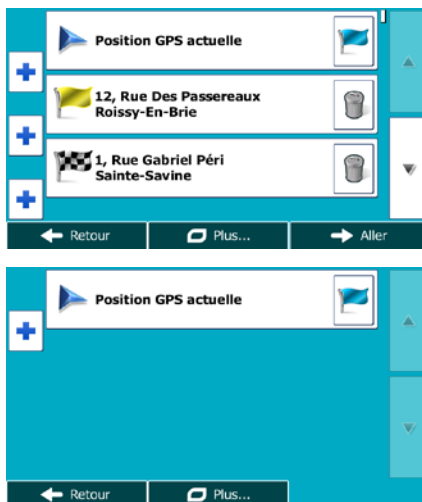 Position GPS actuelle
12, Rue Des Passereaux
Roissy-En-Brie
1, Rue Gabriel Péri
Sainte-Savine
Retour Plus... Aller
Position GPS actuelle
Retour Plus...